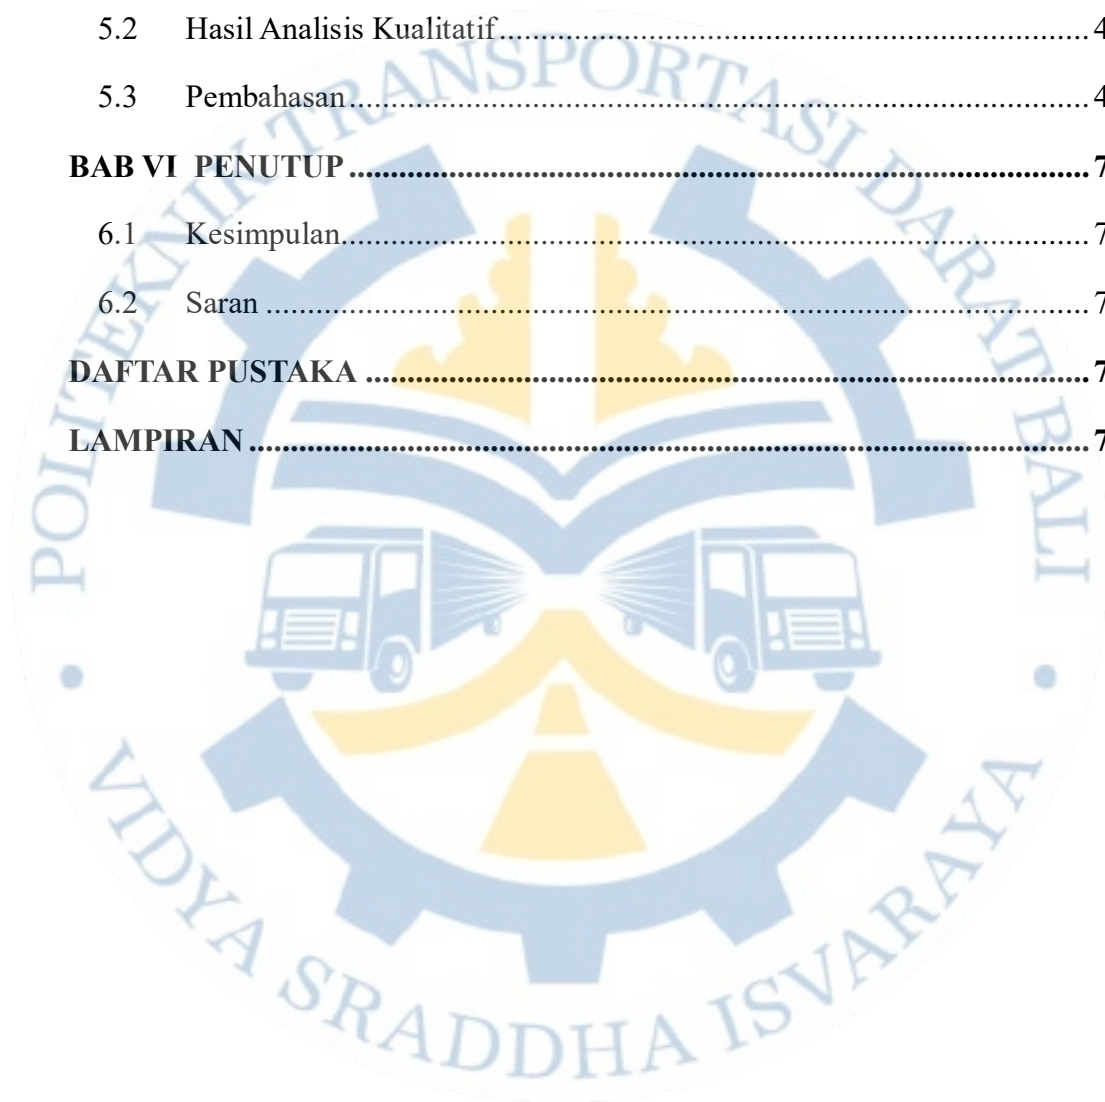 5.2 Hasil Analisis Kualitatif ........ 4
5.3 Pembahasan ........ 4
BAB VI PENUTUP ........ 7
6.1 Kesimpulan ........ 7
6.2 Saran ........ 7
DAFTAR PUSTAKA ........ 7
LAMPIRAN ........ 7
POLITEKNIK TRANSPORTASI DARAT BALI
VIDYA SRADDHA ISVARAYA